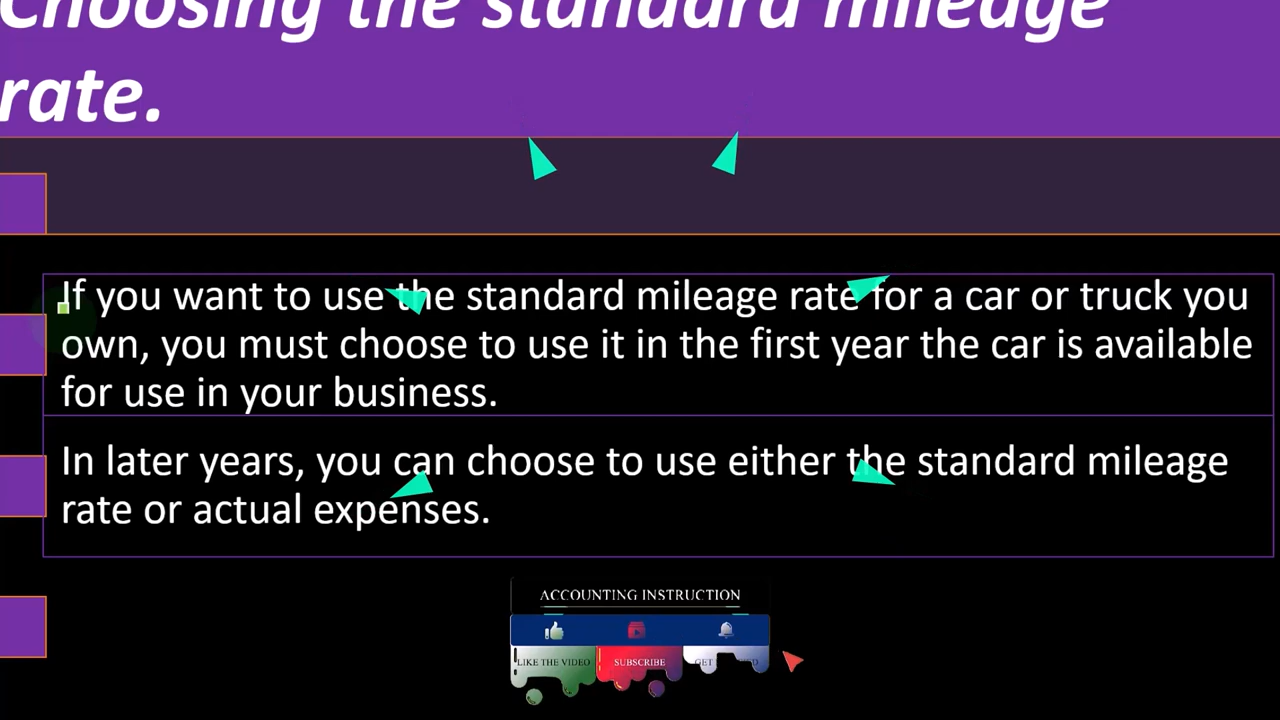 Choosing the standard mileage
rate.
If you want to use the standard mileage rate for a car or truck you
own, you must choose to use it in the first year the car is available
for use in your business.
In later years, you can choose to use either the standard mileage
rate or actual expenses.
ACCOUNTING INSTRUCTION
LIKE THE VIDEO SUBSCRIBE GET